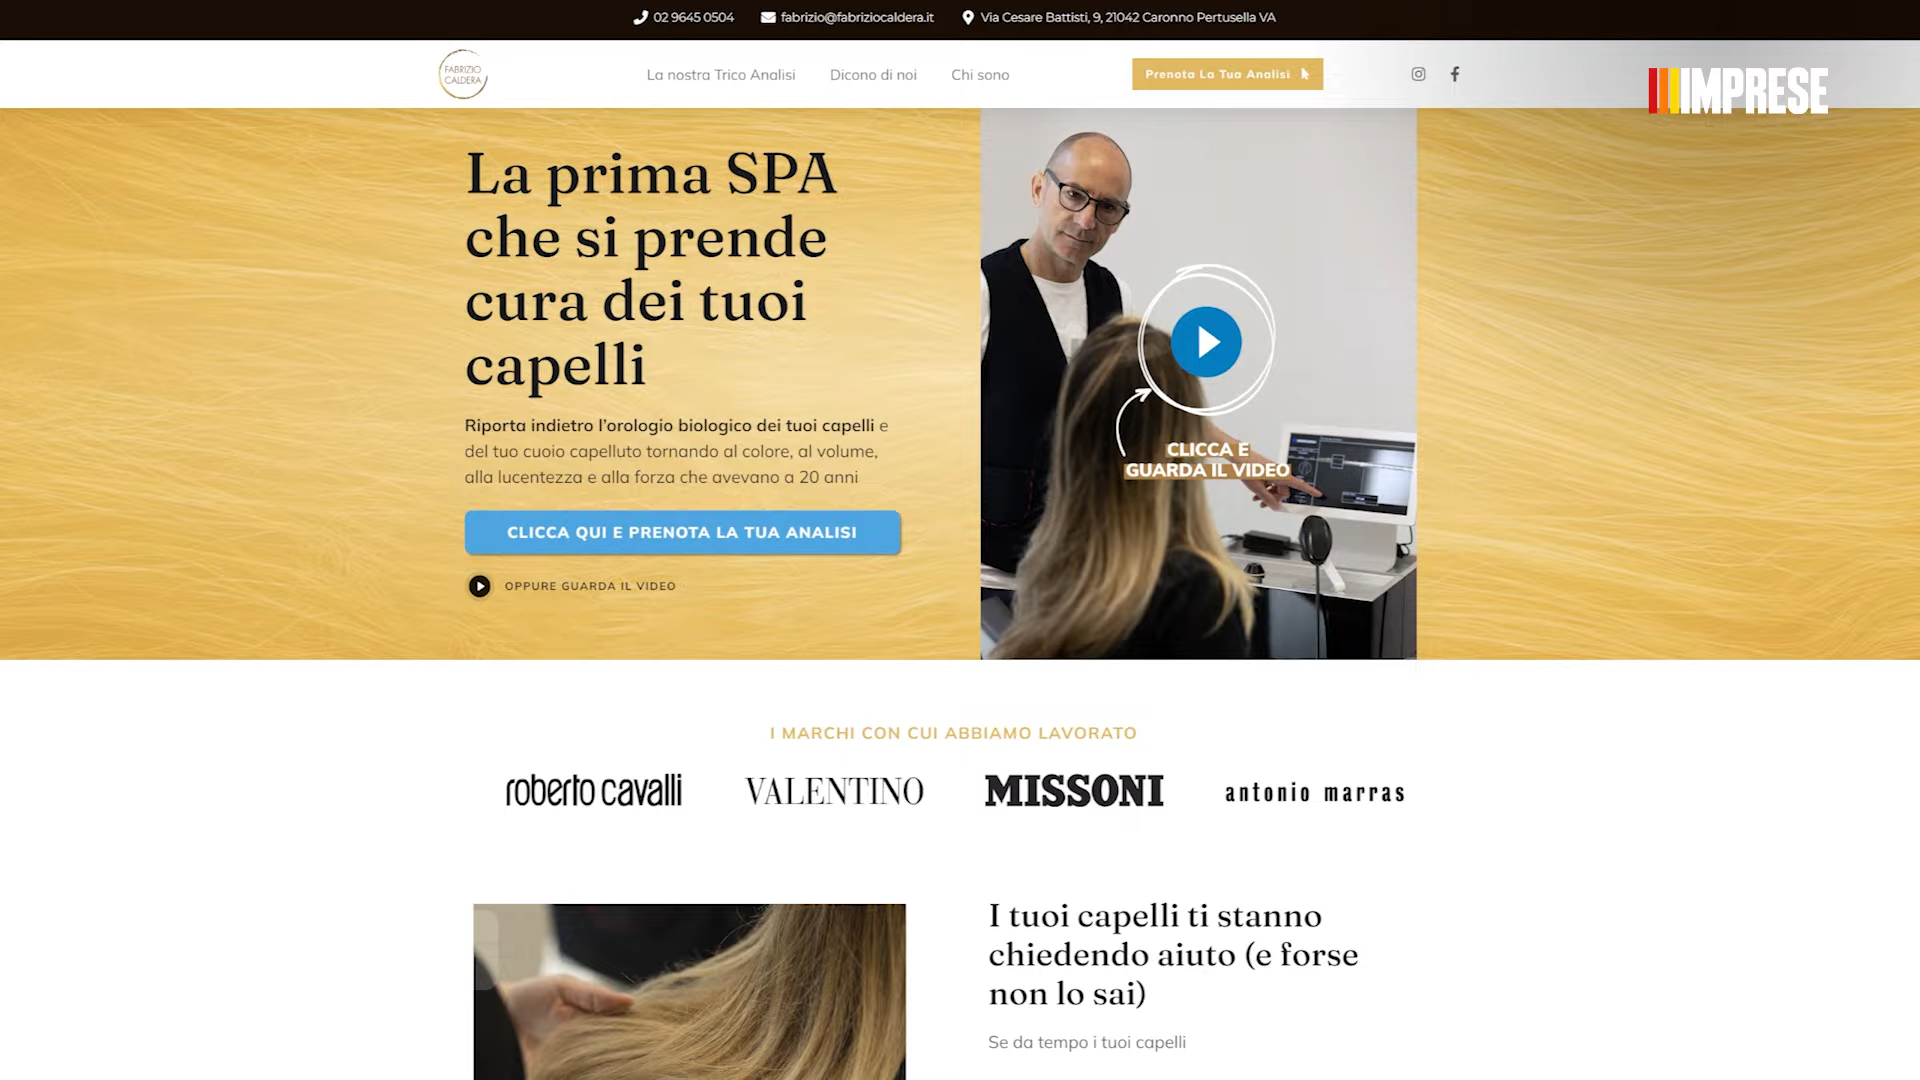 02 9645 0504 fabrizio@fabriziocaldera.it Via Cesare Battisti, 9, 21042 Caronno Pertusella VA
FABRIZIO
CALDERA
La nostra Trico Analisi Dicono di noi Chi sono Prenota La Tua Analisi
IMPRESE
La prima SPA
che si prende
cura dei tuoi
capelli
Riporta indietro l'orologio biologico dei tuoi capelli e
del tuo cuoio capelluto tornando al colore, al volume,
alla lucentezza e alla forza che avevano a 20 anni
CLICCA QUI E PRENOTA LA TUA ANALISI
OPPURE GUARDA IL VIDEO
CLICCA E
GUARDA IL VIDEO
I MARCHI CON CUI ABBIAMO LAVORATO
roberto cavalli VALENTINO MISSONI antonio marras
I tuoi capelli ti stanno
chiedendo aiuto (e forse
non lo sai)
Se da tempo i tuoi capelli